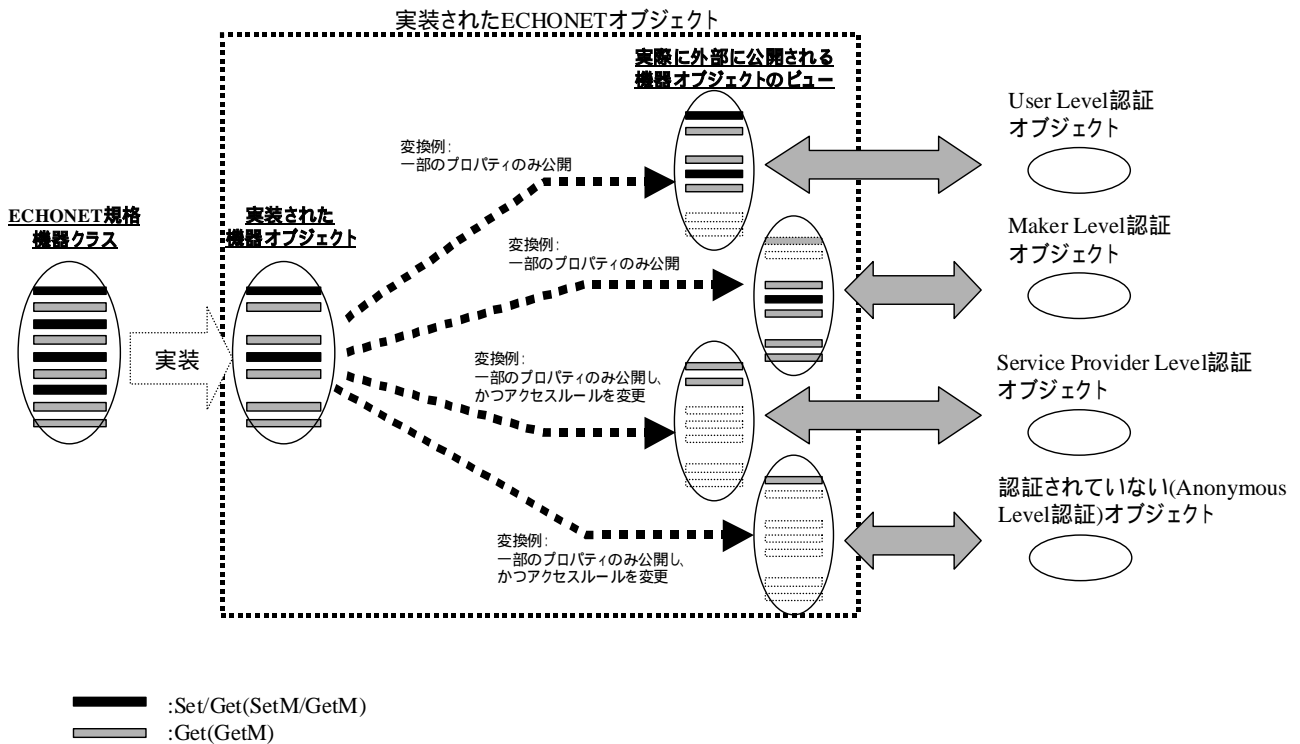 実装されたECHONETオブジェクト
実際に外部に公開される
機器オブジェクトのビュー
User Level認証
オブジェクト
変換例：
一部のプロパティのみ公開
ECHONET規格
機器クラス
実装された
機器オブジェクト
変換例：
一部のプロパティのみ公開
Maker Level認証
オブジェクト
実装
変換例：
一部のプロパティのみ公開し、
かつアクセスルールを変更
Service Provider Level認証
オブジェクト
変換例：
一部のプロパティのみ公開し、
かつアクセスルールを変更
認証されていない(Anonymous
Level認証)オブジェクト
:Set/Get(SetM/GetM)
:Get(GetM)